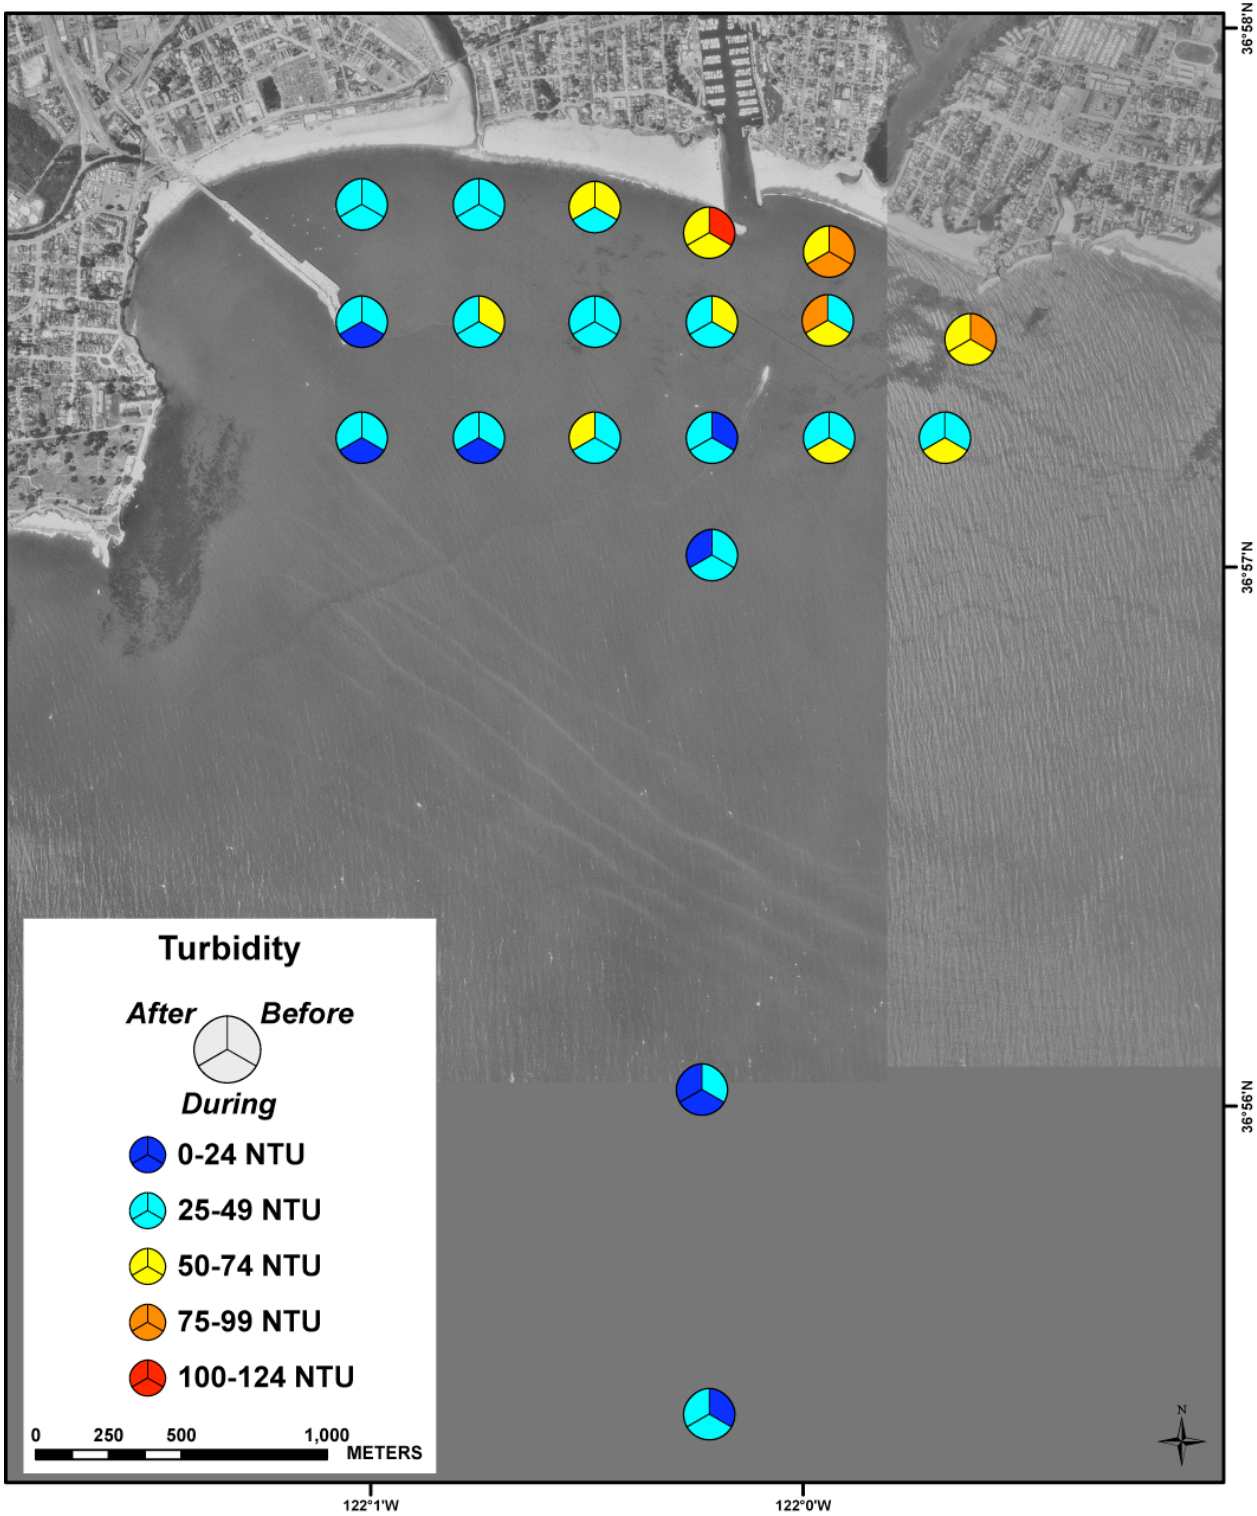 36°58'N
36°57'N
36°56'N
Turbidity
After Before
During
0-24 NTU
25-49 NTU
50-74 NTU
75-99 NTU
100-124 NTU
0 250 500 1,000
METERS
N
122°1'W 122°0'W